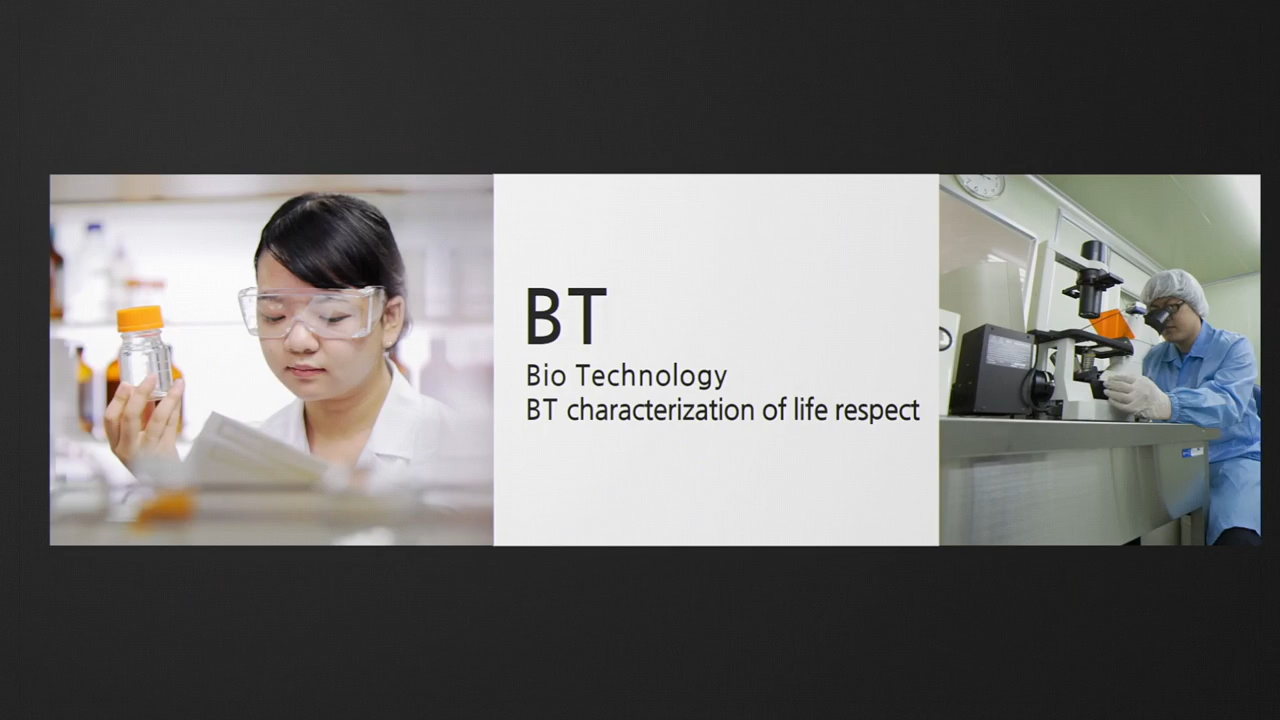 BT
Bio Technology
BT characterization of life respect